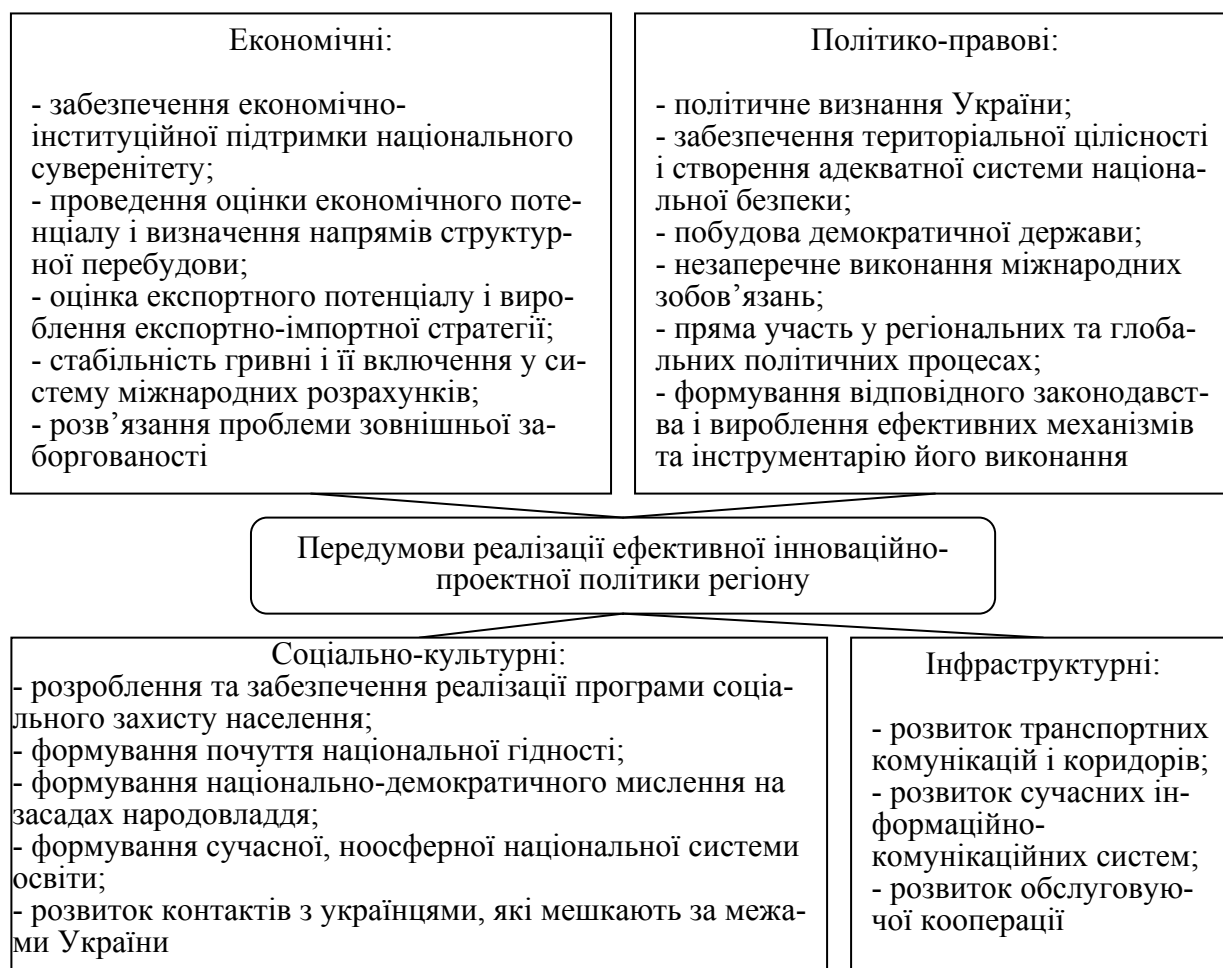 Економічні:
- забезпечення економічно-
інституційної підтримки національного
суверенітету;
- проведення оцінки економічного поте-
нціалу і визначення напрямів структур-
ної перебудови;
- оцінка експортного потенціалу і виро-
блення експортно-імпортної стратегії;
- стабільність гривні і її включення у си-
стему міжнародних розрахунків;
- розв’язання проблеми зовнішньої за-
боргованості
Політико-правові:
- політичне визнання України;
- забезпечення територіальної цілісності
і створення адекватної системи націона-
льної безпеки;
- побудова демократичної держави;
- незаперечне виконання міжнародних
зобов’язань;
- пряма участь у регіональних та глоба-
льних політичних процесах;
- формування відповідного законодавст-
ва і вироблення ефективних механізмів
та інструментарію його виконання
Передумови реалізації ефективної інноваційно-
проектної політики регіону
Соціально-культурні:
- розроблення та забезпечення реалізації програми соці-
ального захисту населення;
- формування почуття національної гідності;
- формування національно-демократичного мислення на
засадах народовладдя;
- формування сучасної, ноосферної національної системи
освіти;
- розвиток контактів з українцями, які мешкають за межа-
ми України
Інфраструктурні:
- розвиток транспортних
комунікацій і коридорів;
- розвиток сучасних ін-
формаційно-
комунікаційних систем;
- розвиток обслуговую-
чої кооперації